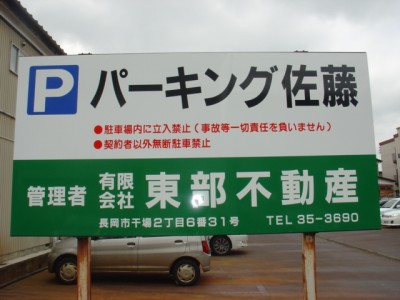 P パーキング佐藤
●駐車場内に立入禁止(事故等一切責任を負いません)
●契約者以外無断駐車禁止
管理者 有限会社 東部不動産
長岡市干場2丁目6番31号 TEL 35-3690